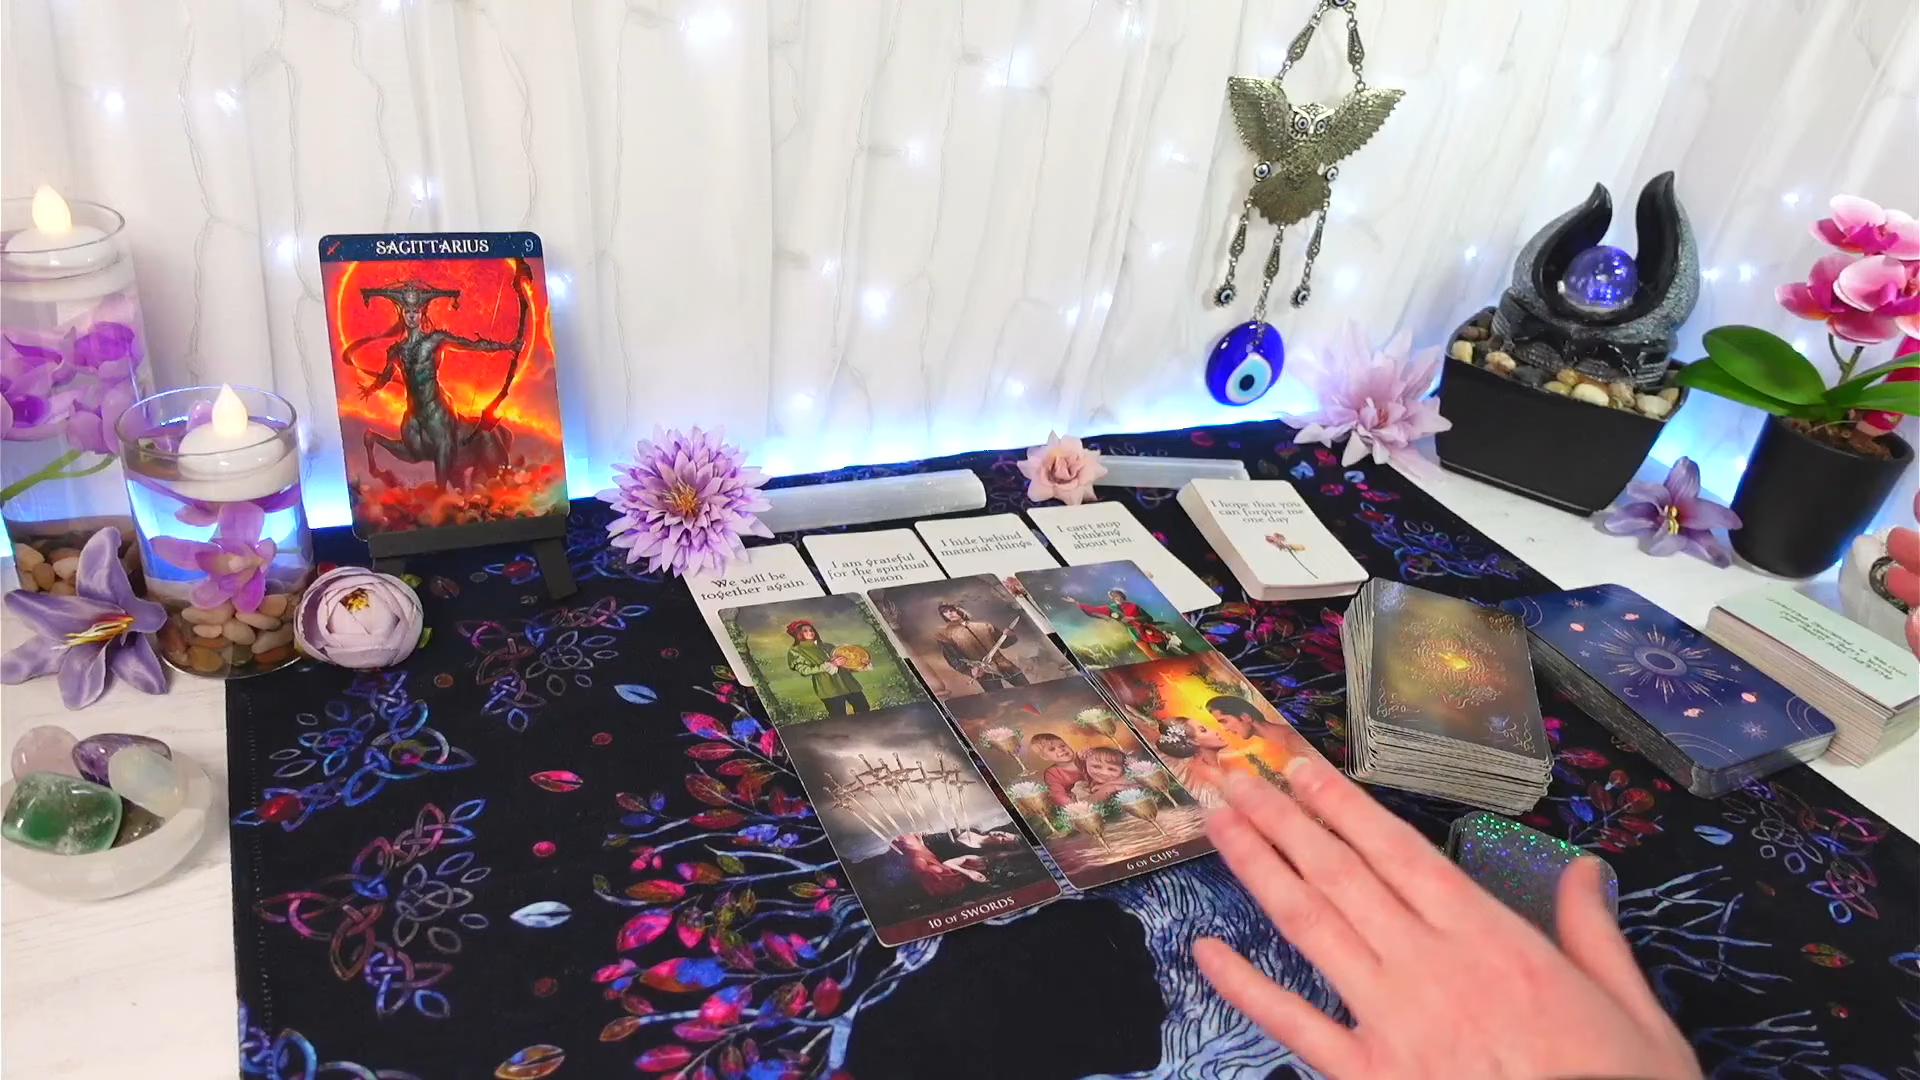 SAGITTARIUS 9
We will be
together again.
I am grateful
for the spiritual
lesson
I hide behind
material things
I can't stop
thinking
about you.
I hope that you
can forgive me
one day
10 OF SWORDS
6 OF CUPS